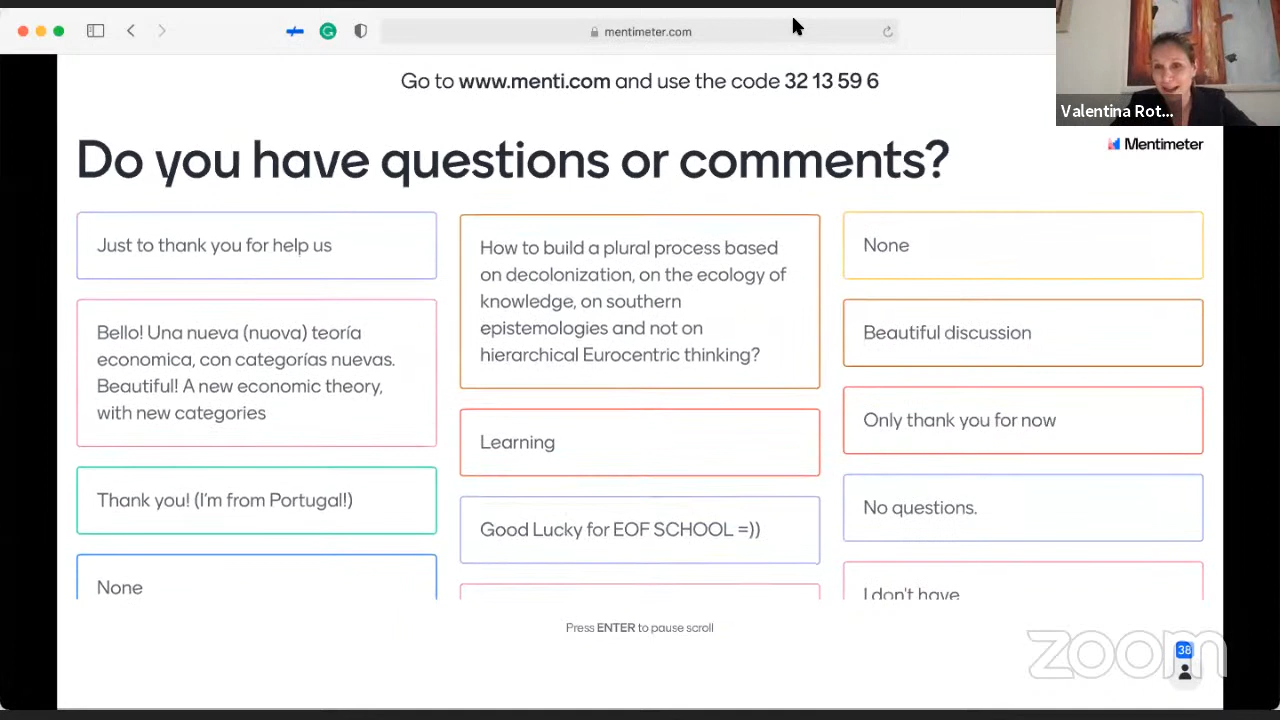 mentimeter.com
Go to www.menti.com and use the code 32 13 59 6
Valentina Rot...
Mentimeter
Do you have questions or comments?
Just to thank you for help us
Bello! Una nueva (nuova) teoría
economica, con categorías nuevas.
Beautiful! A new economic theory,
with new categories
Thank you! (I'm from Portugal!)
None
How to build a plural process based
on decolonization, on the ecology of
knowledge, on southern
epistemologies and not on
hierarchical Eurocentric thinking?
Learning
Good Lucky for EOF SCHOOL =))
None
Beautiful discussion
Only thank you for now
No questions.
I don't have
Press ENTER to pause scroll
zoom
38